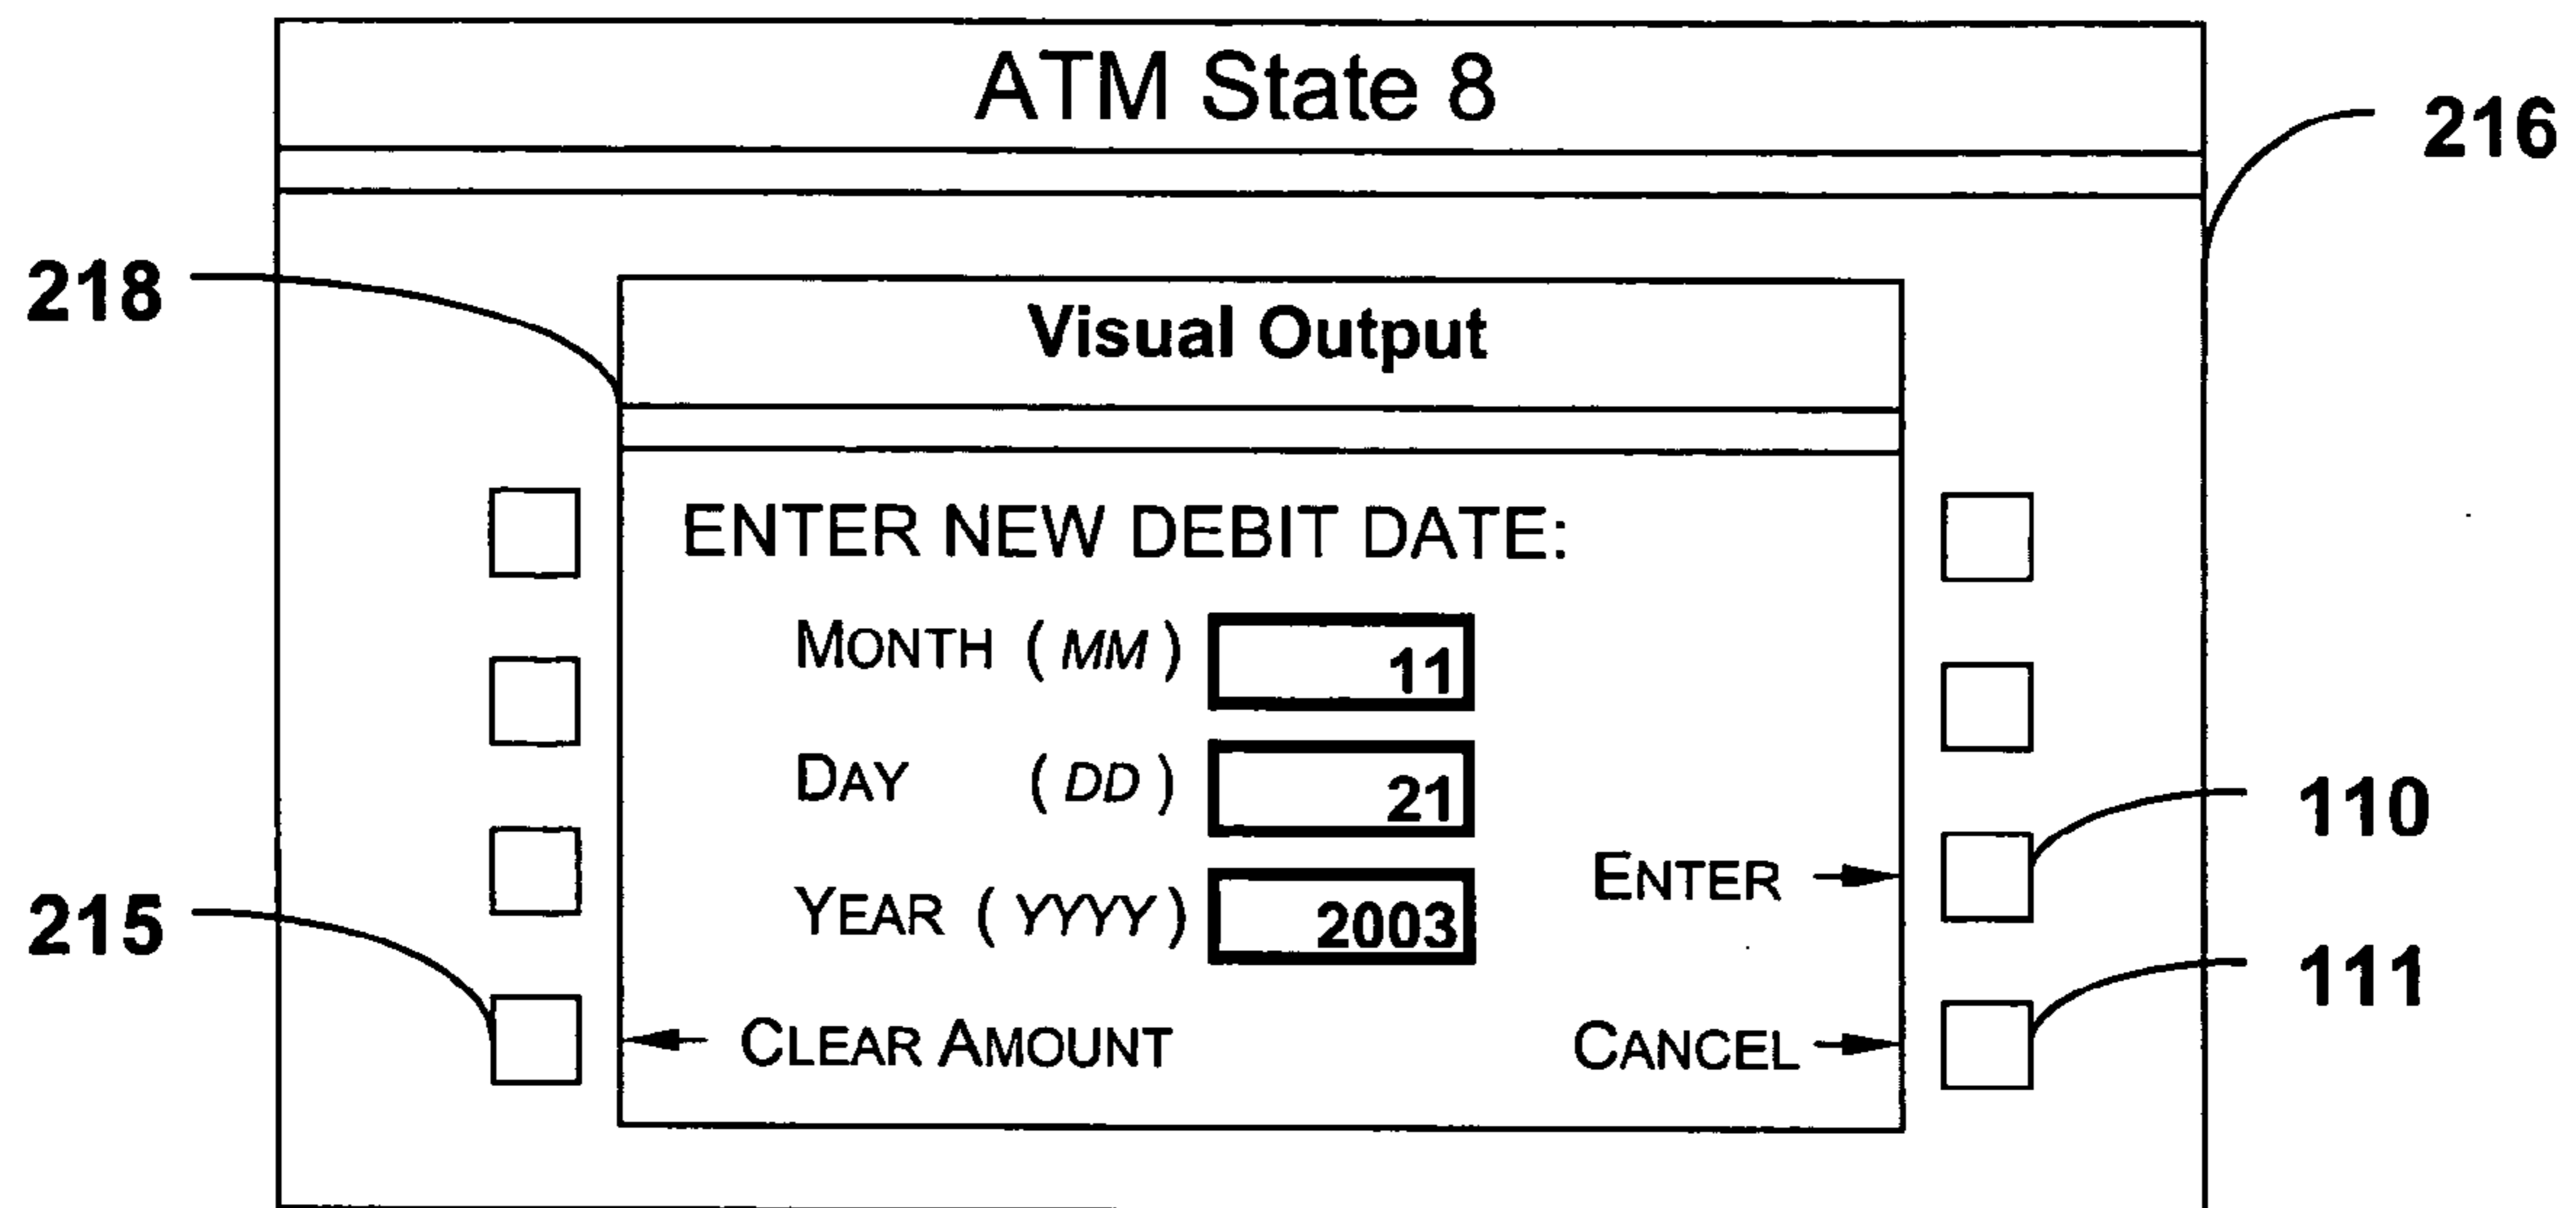 ATM State 8
216
218
Visual Output
ENTER NEW DEBIT DATE:
MONTH (MM) 11
DAY (DD) 21
110
YEAR (YYYY) 2003
ENTER
215
111
CLEAR AMOUNT
CANCEL